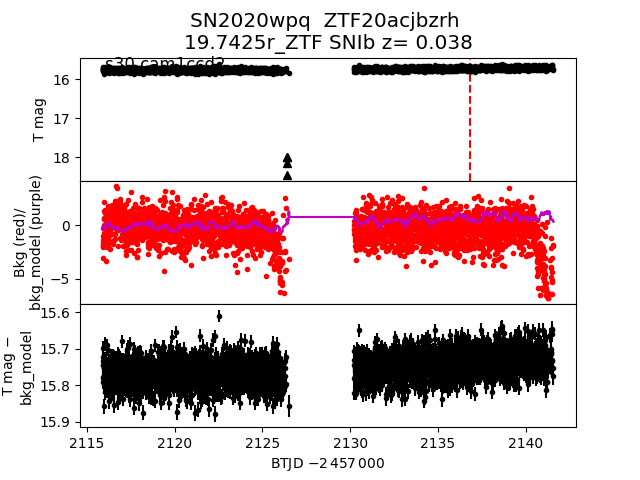 SN2020wpq ZTF20acjbzrh
19.7425r_ZTF SNIb z= 0.038
s30 cam1ccd2
16
17
18
T mag
0
−5
Bkg (red)/
bkg_model (purple)
15.6
15.7
15.8
15.9
T mag −
bkg_model
2115 2120 2125 2130 2135 2140
BTJD −2 457 000